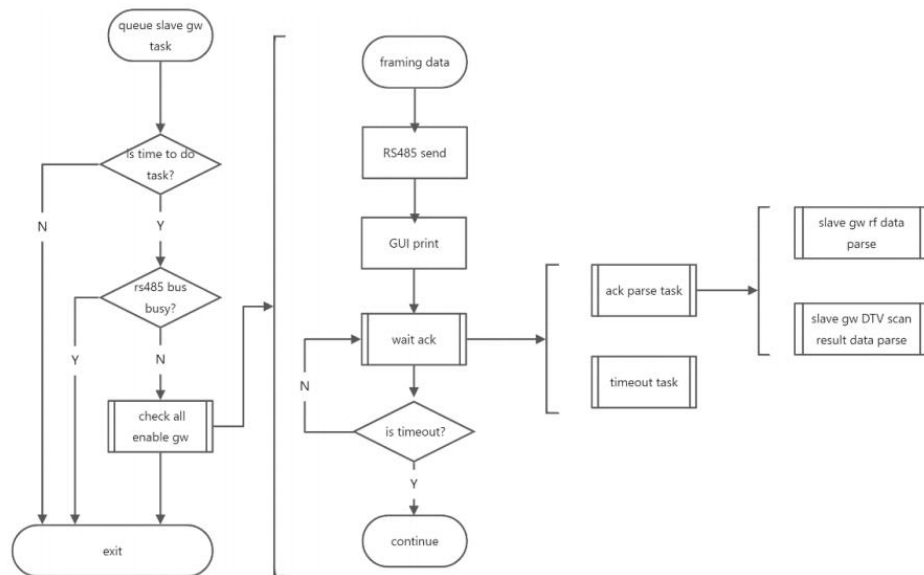 queue slave gw
task
is time to do
task?
N
Y
rs485 bus
busy?
Y
N
check all
enable gw
exit
framing data
RS485 send
GUI print
wait ack
N
is timeout?
Y
continue
ack parse task
timeout task
slave gw rf data
parse
slave gw DTV scan
result data parse